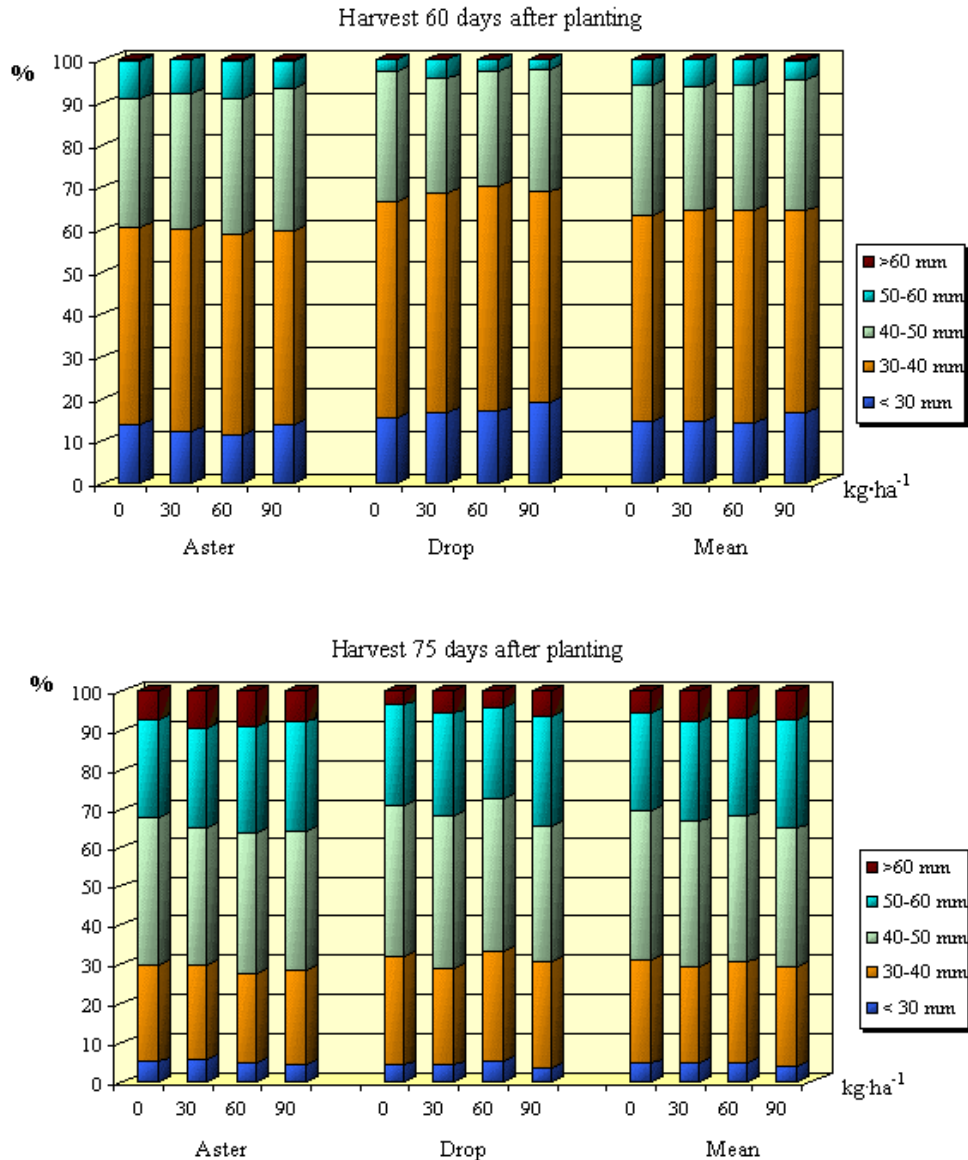 Harvest 60 days after planting
%
100
90
80
70
60
50
40
30
20
10
0
>60 mm
50-60 mm
40-50 mm
30-40 mm
< 30 mm
0 30 60 90 0 30 60 90 0 30 60 90 kg·ha⁻¹
Aster Drop Mean
Harvest 75 days after planting
%
100
90
80
70
60
50
40
30
20
10
0
>60 mm
50-60 mm
40-50 mm
30-40 mm
< 30 mm
0 30 60 90 0 30 60 90 0 30 60 90 kg·ha⁻¹
Aster Drop Mean